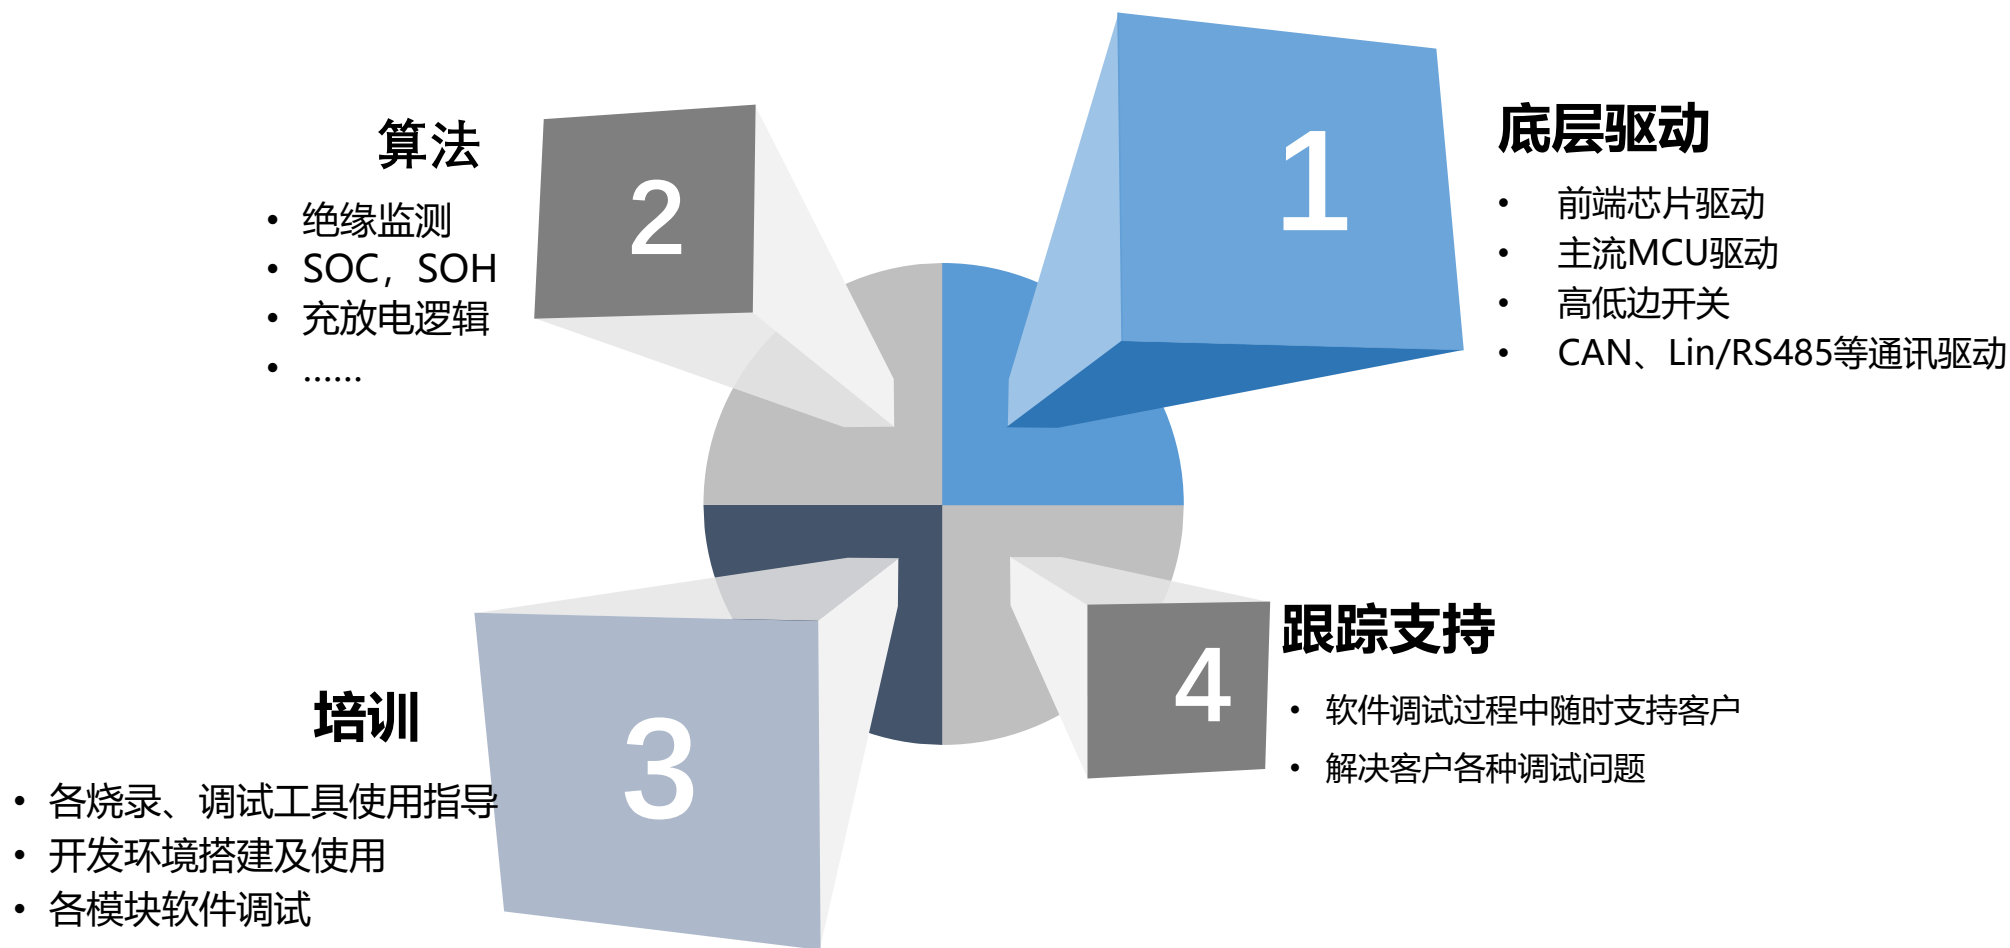 1
底层驱动
• 前端芯片驱动
• 主流MCU驱动
• 高低边开关
• CAN、Lin/RS485等通讯驱动
算法
2
• 绝缘监测
• SOC，SOH
• 充放电逻辑
• ……
培训
3
• 各烧录、调试工具使用指导
• 开发环境搭建及使用
• 各模块软件调试
4
跟踪支持
• 软件调试过程中随时支持客户
• 解决客户各种调试问题